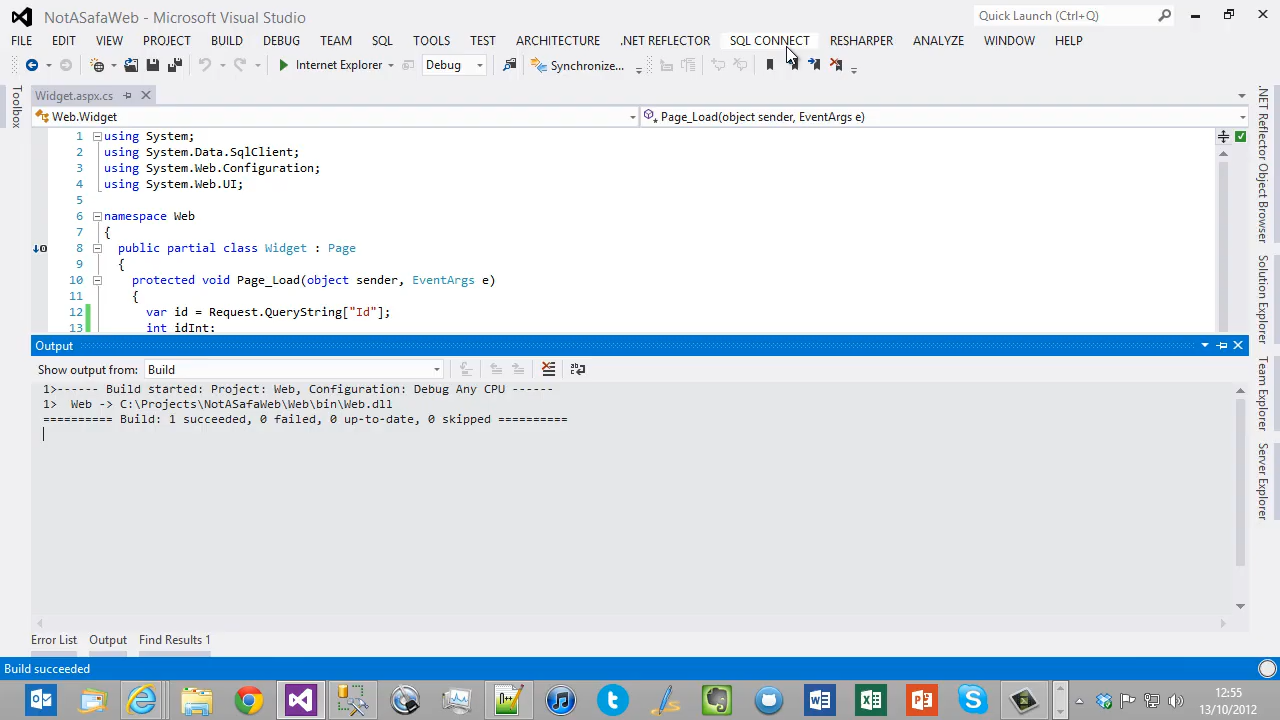 NotASafaWeb - Microsoft Visual Studio
Quick Launch (Ctrl+Q)
FILE EDIT VIEW PROJECT BUILD DEBUG TEAM SQL TOOLS TEST ARCHITECTURE .NET REFLECTOR SQL CONNECT RESHARPER ANALYZE WINDOW HELP
Internet Explorer Debug Synchronize...
Toolbox
Widget.aspx.cs
Web.Widget Page_Load(object sender, EventArgs e)
1 using System;
2 using System.Data.SqlClient;
3 using System.Web.Configuration;
4 using System.Web.UI;
5
6 namespace Web
7 {
8 public partial class Widget : Page
9 {
10 protected void Page_Load(object sender, EventArgs e)
11 {
12 var id = Request.QueryString["Id"];
13 int idInt;
.NET Reflector Object Browser
Solution Explorer
Team Explorer
Server Explorer
Output
Show output from: Build
1>------ Build started: Project: Web, Configuration: Debug Any CPU ------
1> Web -> C:\Projects\NotASafaWeb\Web\bin\Web.dll
========== Build: 1 succeeded, 0 failed, 0 up-to-date, 0 skipped ==========
Error List Output Find Results 1
Build succeeded
12:55
13/10/2012